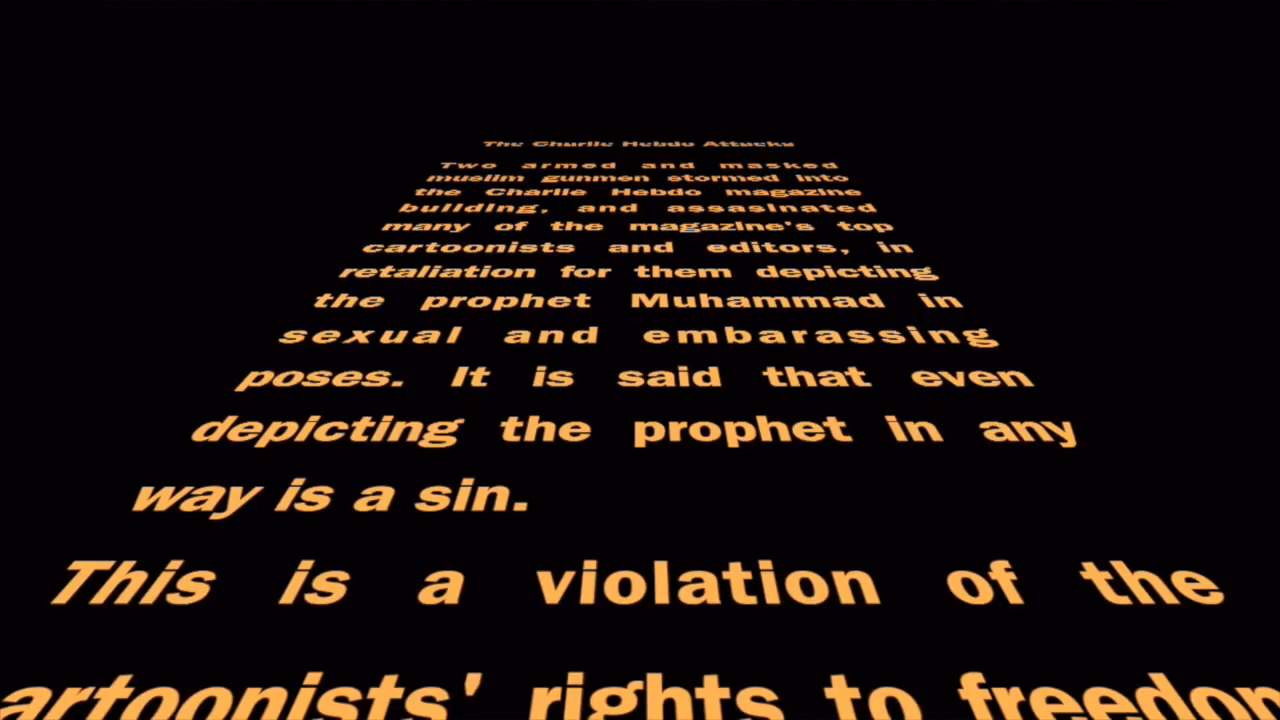 The Charlie Hebdo Attacks
Two armed and masked
muslim gunmen stormed into
the Charlie Hebdo magazine
building, and assasinated
many of the magazine's top
cartoonists and editors, in
retaliation for them depicting
the prophet Muhammad in
sexual and embarassing
poses. It is said that even
depicting the prophet in any
way is a sin.
This is a violation of the
artoonists' rights to freedom